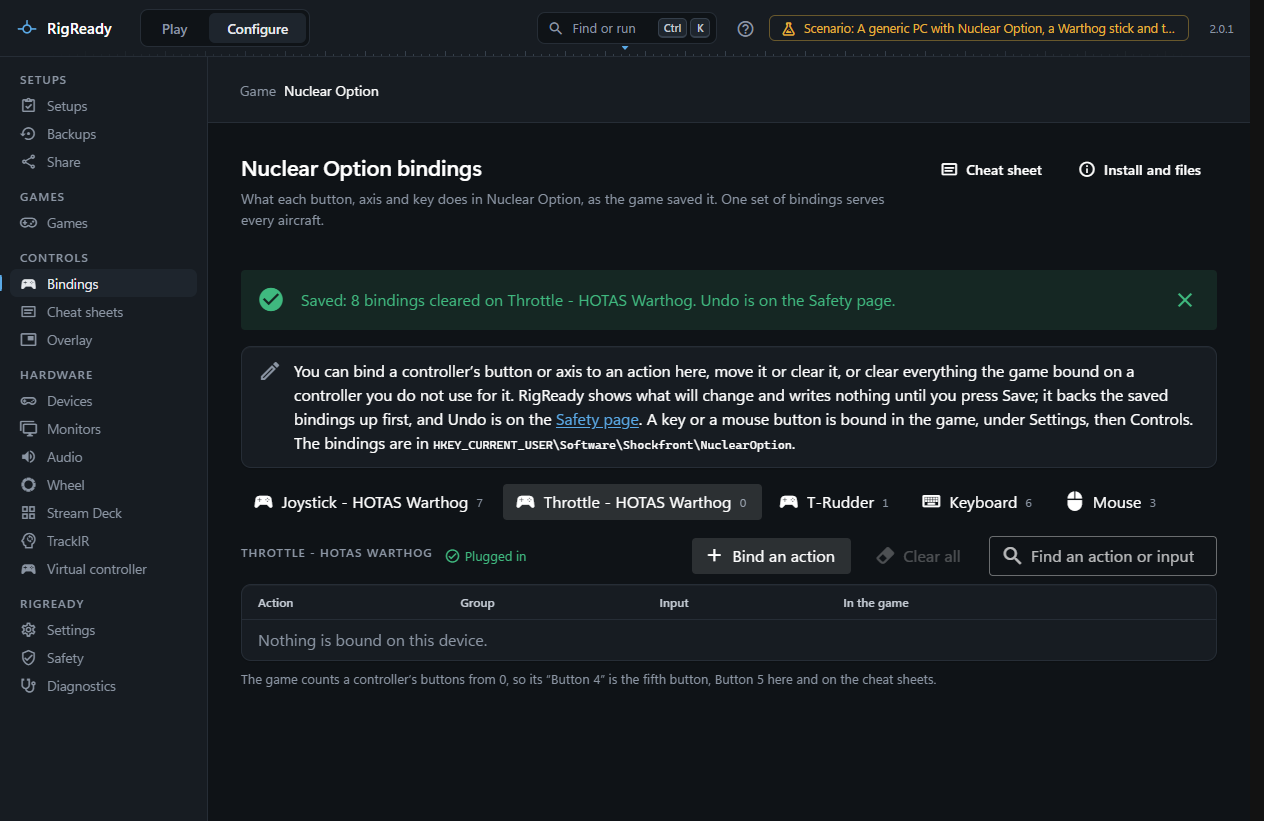 RigReady
Play
Configure
Find or run
Ctrl
K
Scenario: A generic PC with Nuclear Option, a Warthog stick and t...
2.0.1
SETUPS
Setups
Backups
Share
GAMES
Games
CONTROLS
Bindings
Cheat sheets
Overlay
HARDWARE
Devices
Monitors
Audio
Wheel
Stream Deck
TrackIR
Virtual controller
RIGREADY
Settings
Safety
Diagnostics
Game Nuclear Option
Nuclear Option bindings
Cheat sheet
Install and files
What each button, axis and key does in Nuclear Option, as the game saved it. One set of bindings serves
every aircraft.
Saved: 8 bindings cleared on Throttle - HOTAS Warthog. Undo is on the Safety page.
You can bind a controller’s button or axis to an action here, move it or clear it, or clear everything the game bound on a
controller you do not use for it. RigReady shows what will change and writes nothing until you press Save; it backs the saved
bindings up first, and Undo is on the Safety page. A key or a mouse button is bound in the game, under Settings, then Controls.
The bindings are in HKEY_CURRENT_USER\Software\Shockfront\NuclearOption.
Joystick - HOTAS Warthog 7
Throttle - HOTAS Warthog 0
T-Rudder 1
Keyboard 6
Mouse 3
THROTTLE - HOTAS WARTHOG
Plugged in
Bind an action
Clear all
Find an action or input
Action Group Input In the game
Nothing is bound on this device.
The game counts a controller’s buttons from 0, so its “Button 4” is the fifth button, Button 5 here and on the cheat sheets.